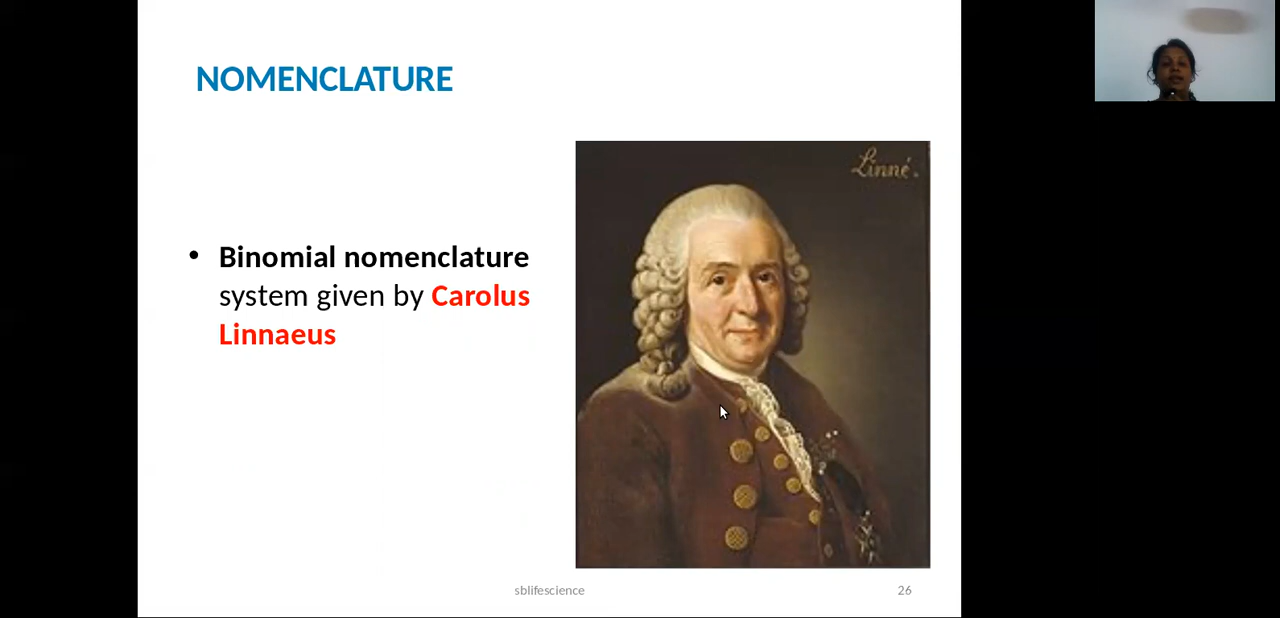 NOMENCLATURE
Linné.
• Binomial nomenclature
system given by Carolus
Linnaeus
sblifescience
26